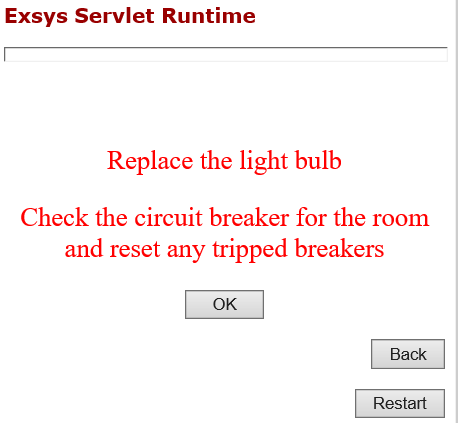 Exsys Servlet Runtime
Replace the light bulb
Check the circuit breaker for the room
and reset any tripped breakers
OK
Back
Restart